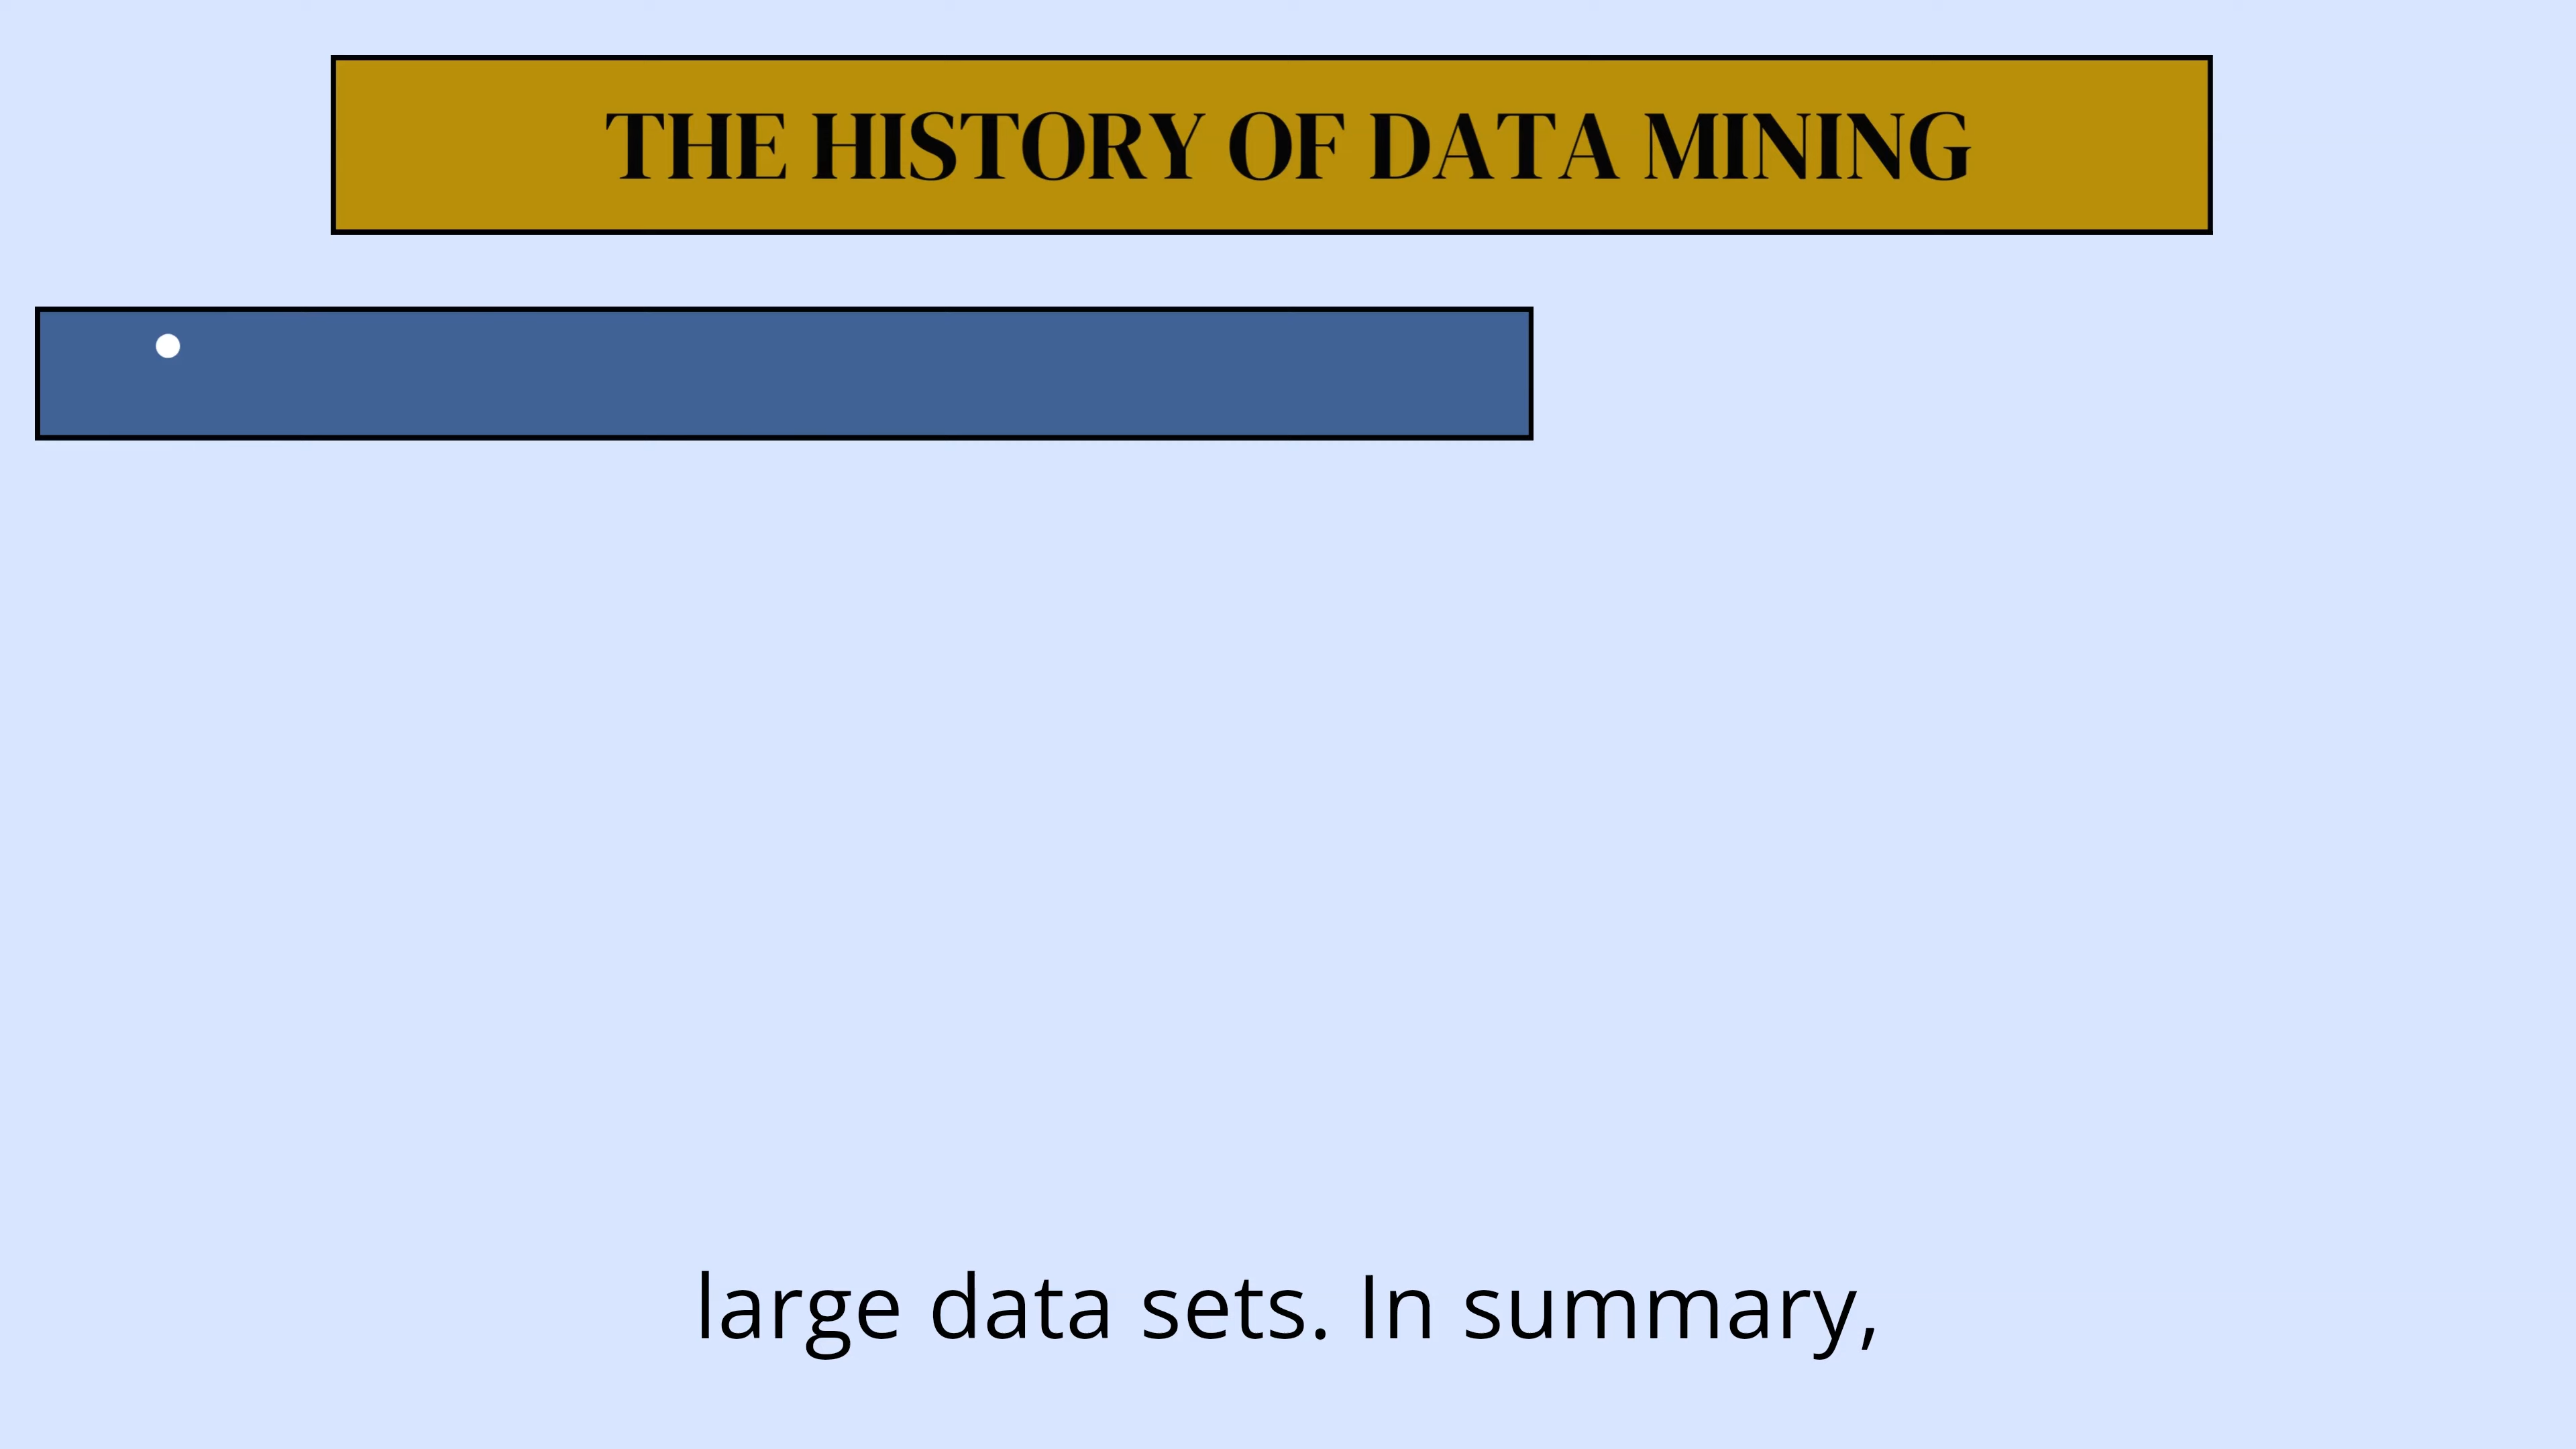 THE HISTORY OF DATA MINING
large data sets. In summary,